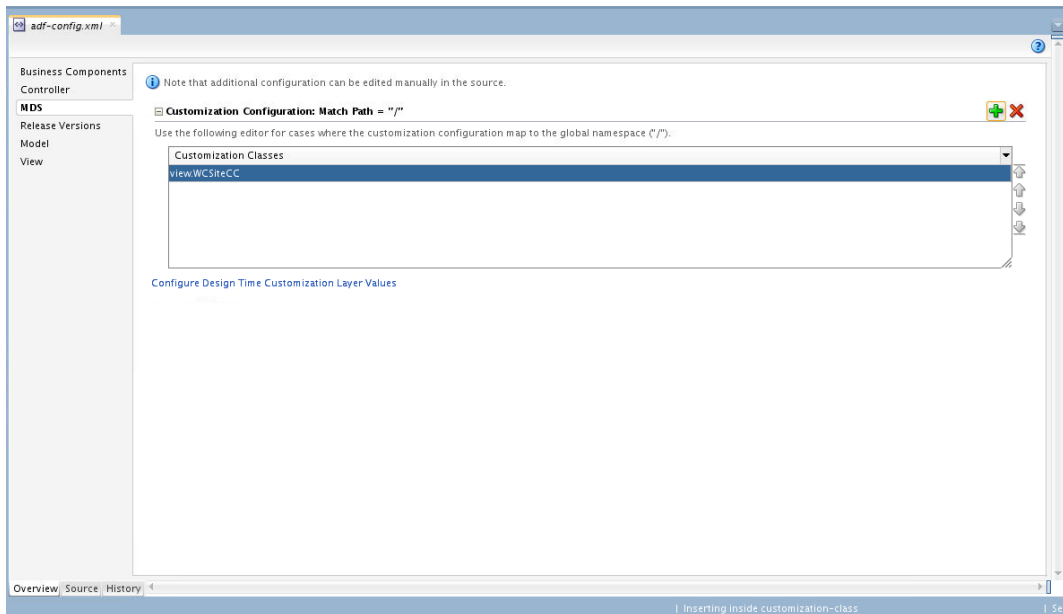 adf-config.xml
Business Components
Controller
MDS
Release Versions
Model
View
Note that additional configuration can be edited manually in the source.
Customization Configuration: Match Path = "/"
Use the following editor for cases where the customization configuration map to the global namespace ("/").
Customization Classes
view.WCSiteCC
Configure Design Time Customization Layer Values
Overview Source History
| Inserting inside customization-class | Se